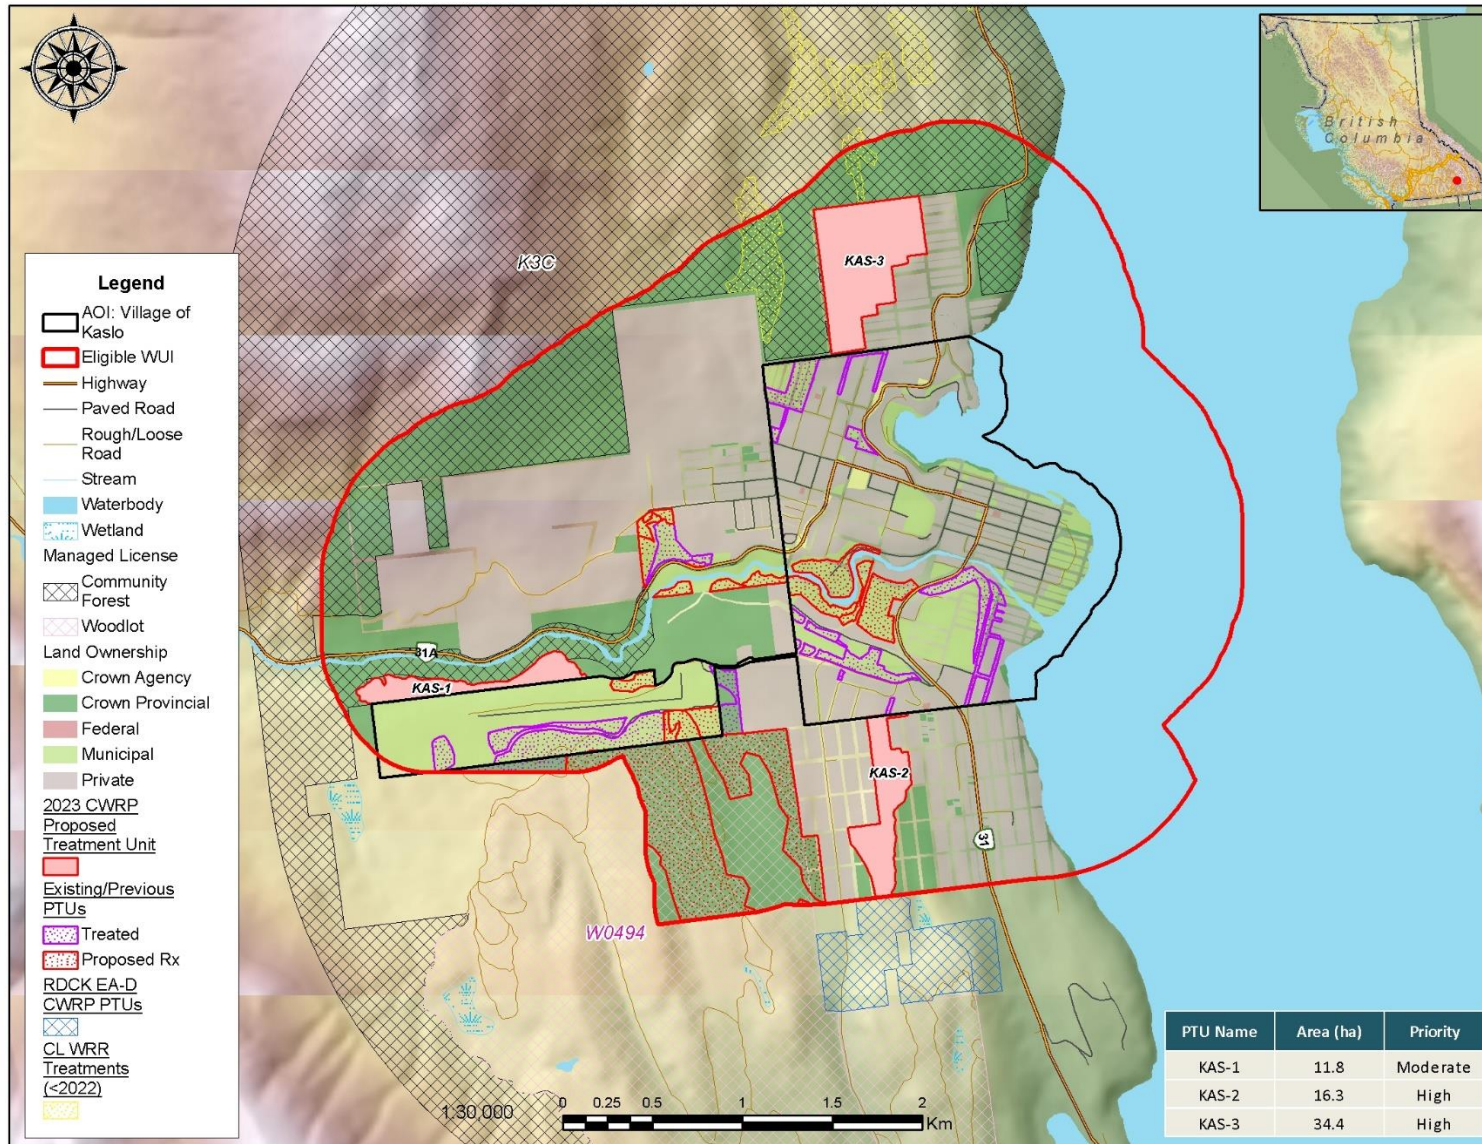 British
Columbia
K3C
KAS-3
Legend
AOI: Village of
Kaslo
Eligible WUI
Highway
Paved Road
Rough/Loose
Road
Stream
Waterbody
Wetland
Managed License
Community
Forest
Woodlot
Land Ownership
Crown Agency
Crown Provincial
Federal
Municipal
Private
2023 CWRP
Proposed
Treatment Unit
Existing/Previous
PTUs
Treated
Proposed Rx
RDCK EA-D
CWRP PTUs
CL WRR
Treatments
(<2022)
31A
KAS-1
KAS-2
31
W0494
PTU Name Area (ha) Priority
KAS-1 11.8 Moderate
KAS-2 16.3 High
KAS-3 34.4 High
1:30,000
0 0.25 0.5 1 1.5 2
Km